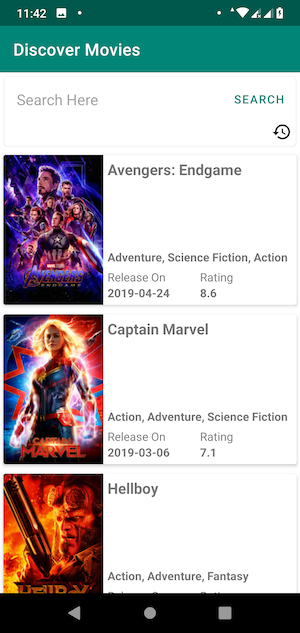 11:42
Discover Movies
Search Here
SEARCH
Avengers: Endgame
AVENGERS
ENDGAME
Adventure, Science Fiction, Action
Release On
Rating
2019-04-24
8.6
Captain Marvel
CAPTAIN
MARVEL
Action, Adventure, Science Fiction
Release On
Rating
2019-03-06
7.1
Hellboy
Action, Adventure, Fantasy